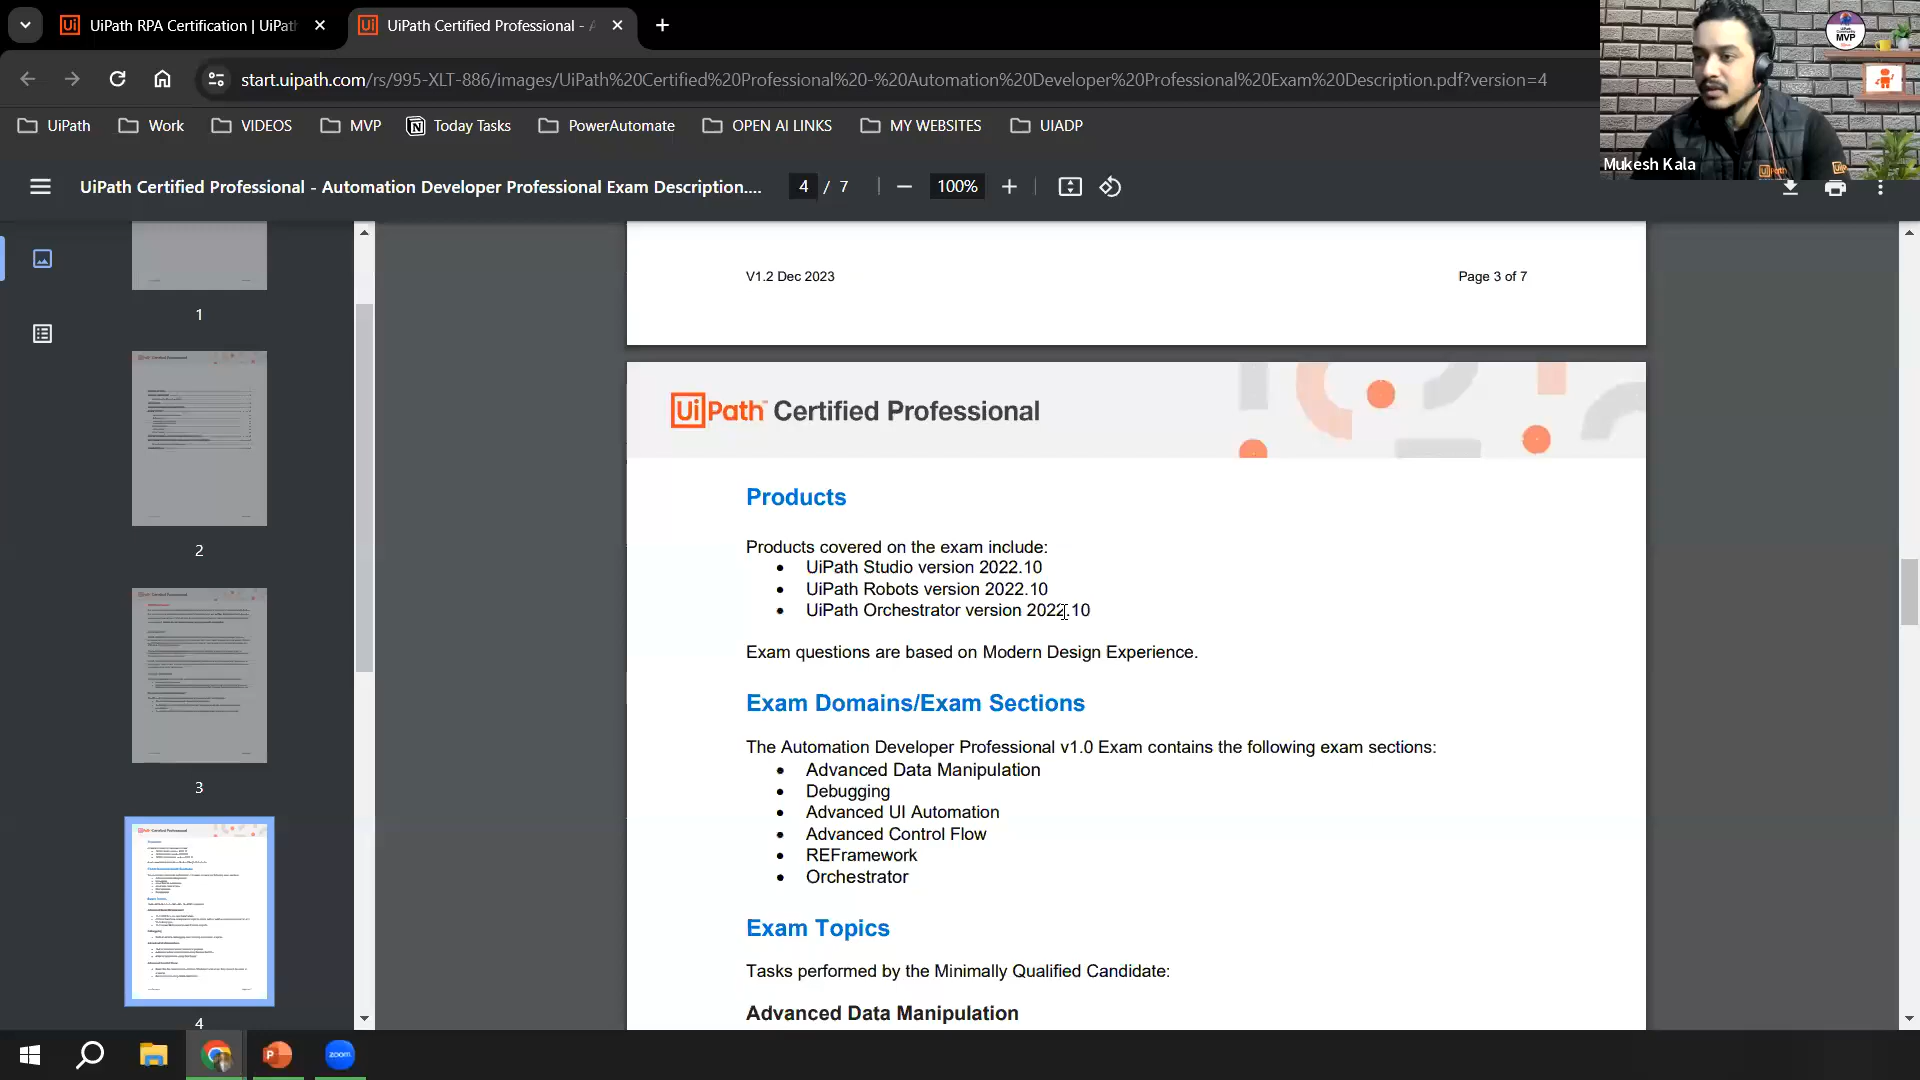 UiPath RPA Certification | UiPath
UiPath Certified Professional -
MVP
start.uipath.com/rs/995-XLT-886/images/UiPath%20Certified%20Professional%20-%20Automation%20Developer%20Professional%20Exam%20Description.pdf?version=4
UiPath
Work
VIDEOS
MVP
Today Tasks
PowerAutomate
OPEN AI LINKS
MY WEBSITES
UIADP
Mukesh Kala
UiPath Certified Professional - Automation Developer Professional Exam Description....
4 / 7
100%
1
2
3
4
V1.2 Dec 2023
Page 3 of 7
UiPath Certified Professional
Products
Products covered on the exam include:
• UiPath Studio version 2022.10
• UiPath Robots version 2022.10
• UiPath Orchestrator version 2022.10
Exam questions are based on Modern Design Experience.
Exam Domains/Exam Sections
The Automation Developer Professional v1.0 Exam contains the following exam sections:
• Advanced Data Manipulation
• Debugging
• Advanced UI Automation
• Advanced Control Flow
• REFramework
• Orchestrator
Exam Topics
Tasks performed by the Minimally Qualified Candidate:
Advanced Data Manipulation
zoom